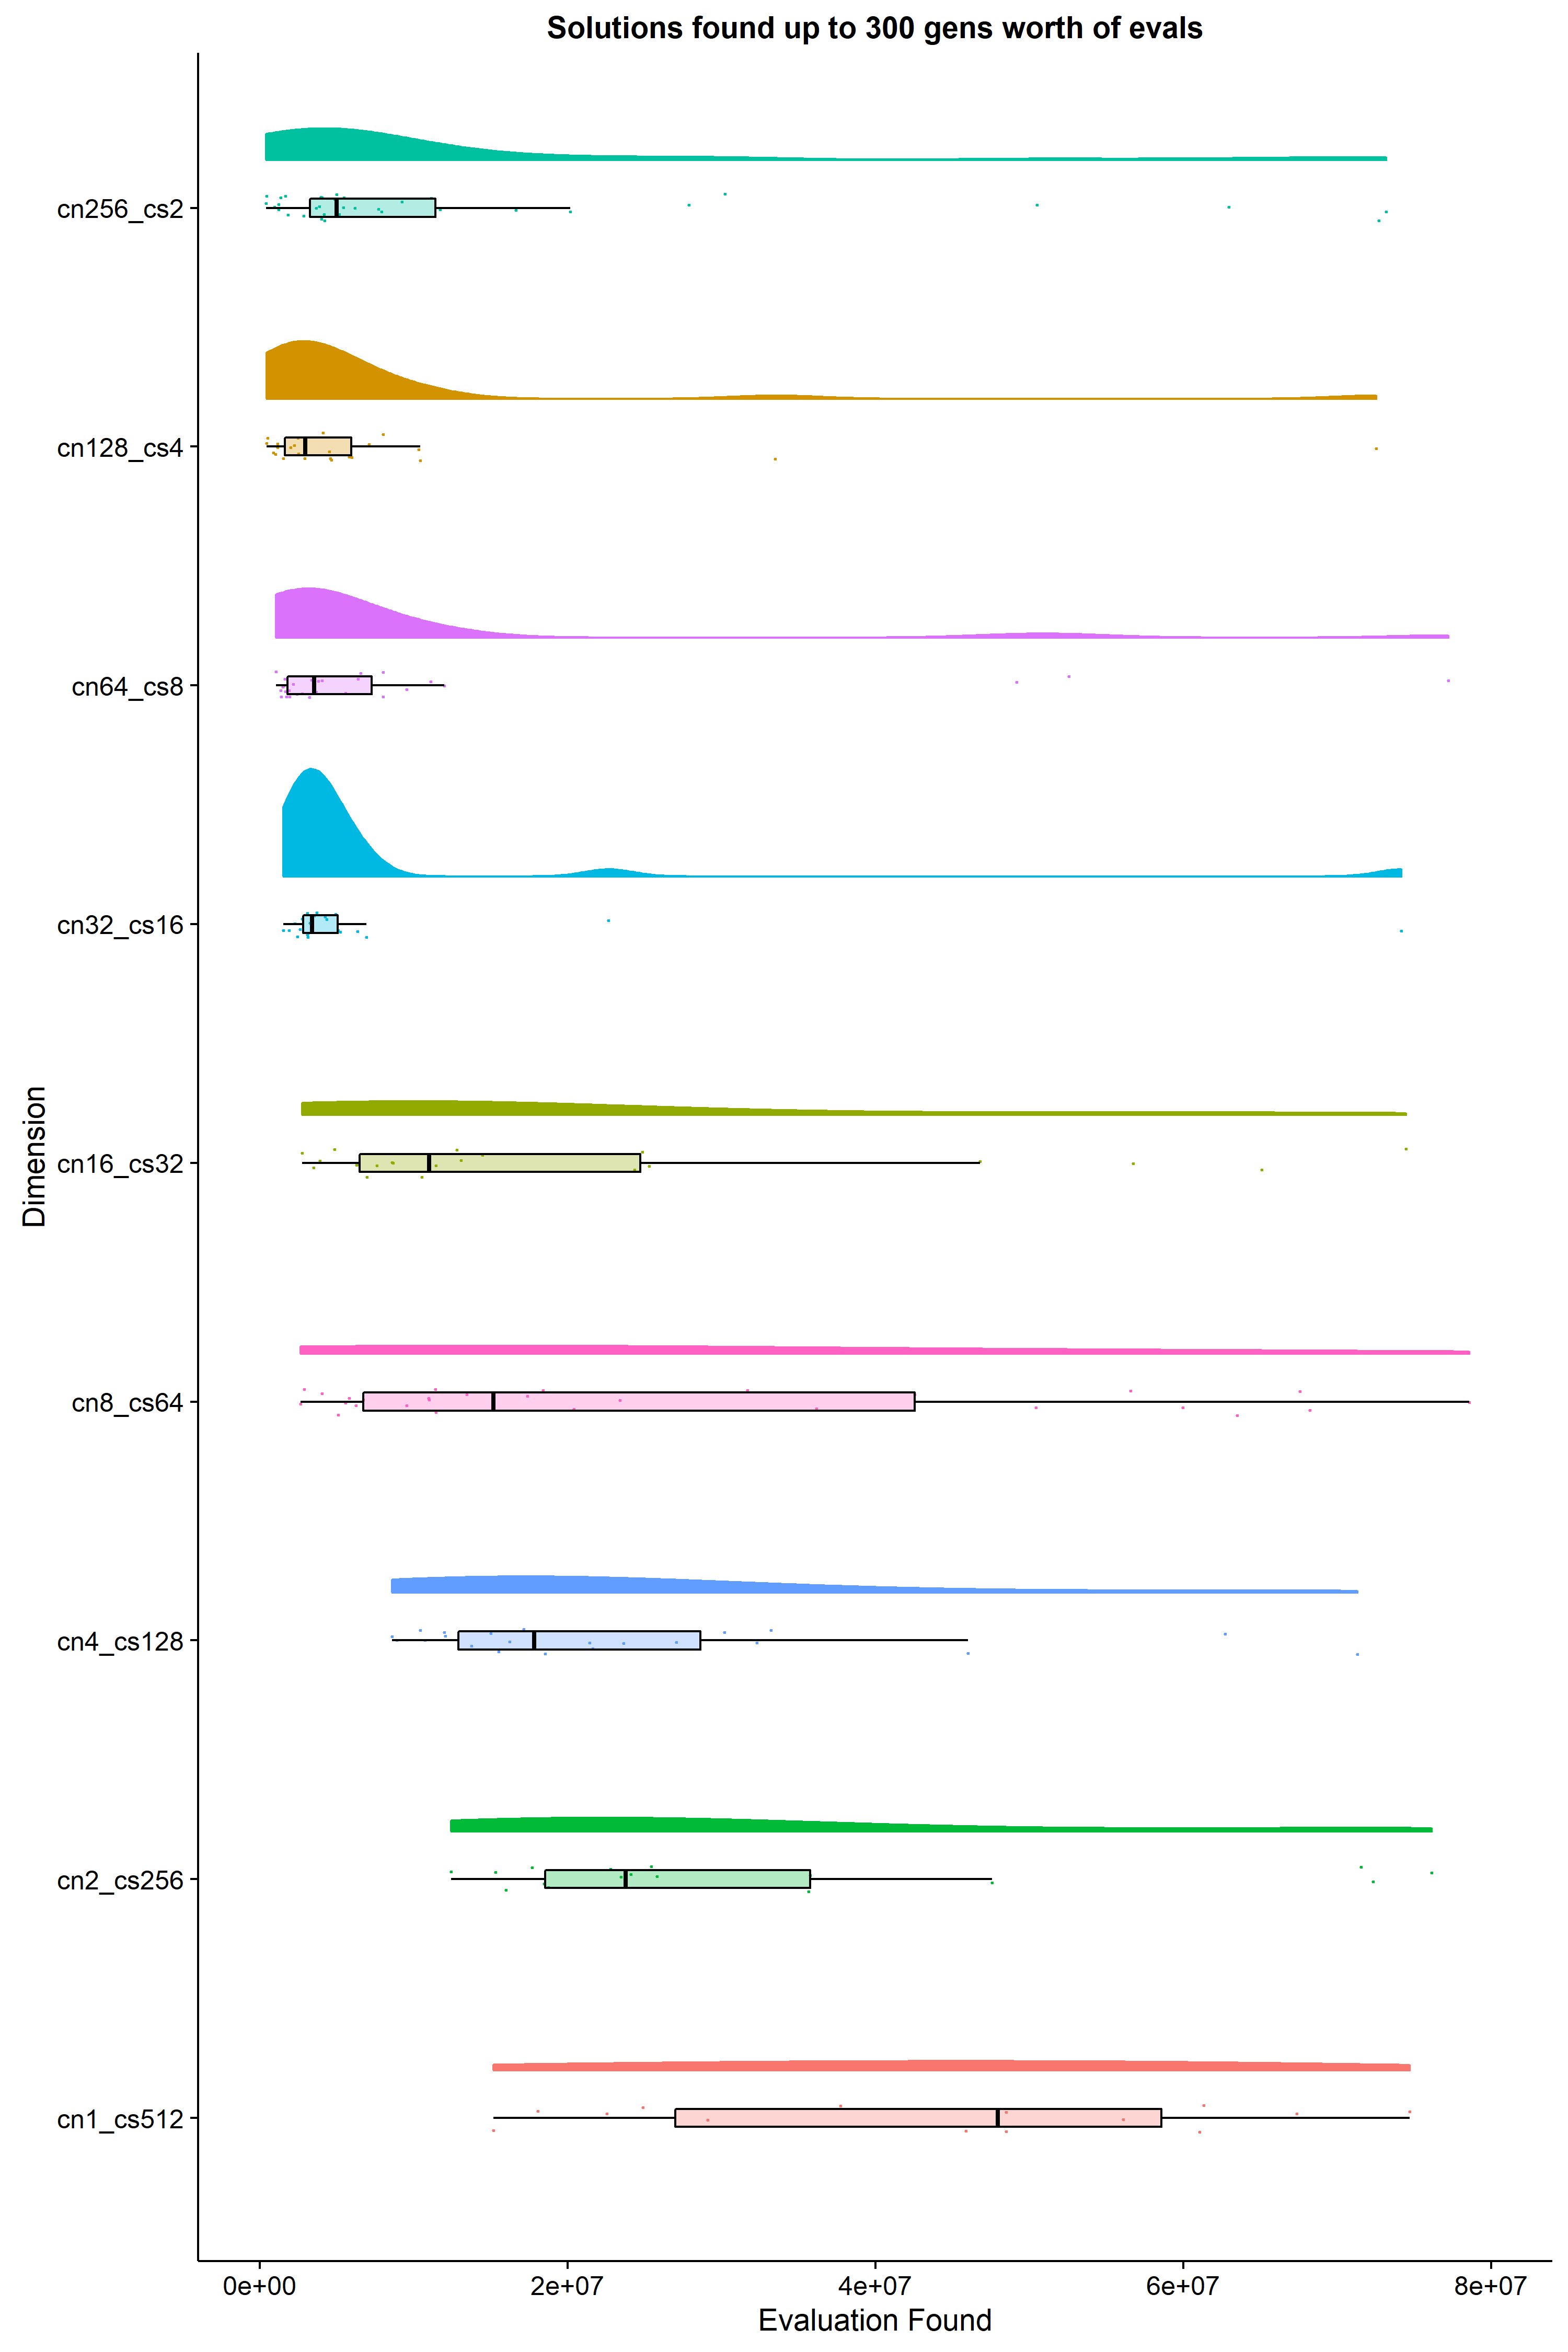 Solutions found up to 300 gens worth of evals
cn256_cs2
cn128_cs4
cn64_cs8
cn32_cs16
cn16_cs32
Dimension
cn8_cs64
cn4_cs128
cn2_cs256
cn1_cs512
0e+00
2e+07
4e+07
6e+07
8e+07
Evaluation Found